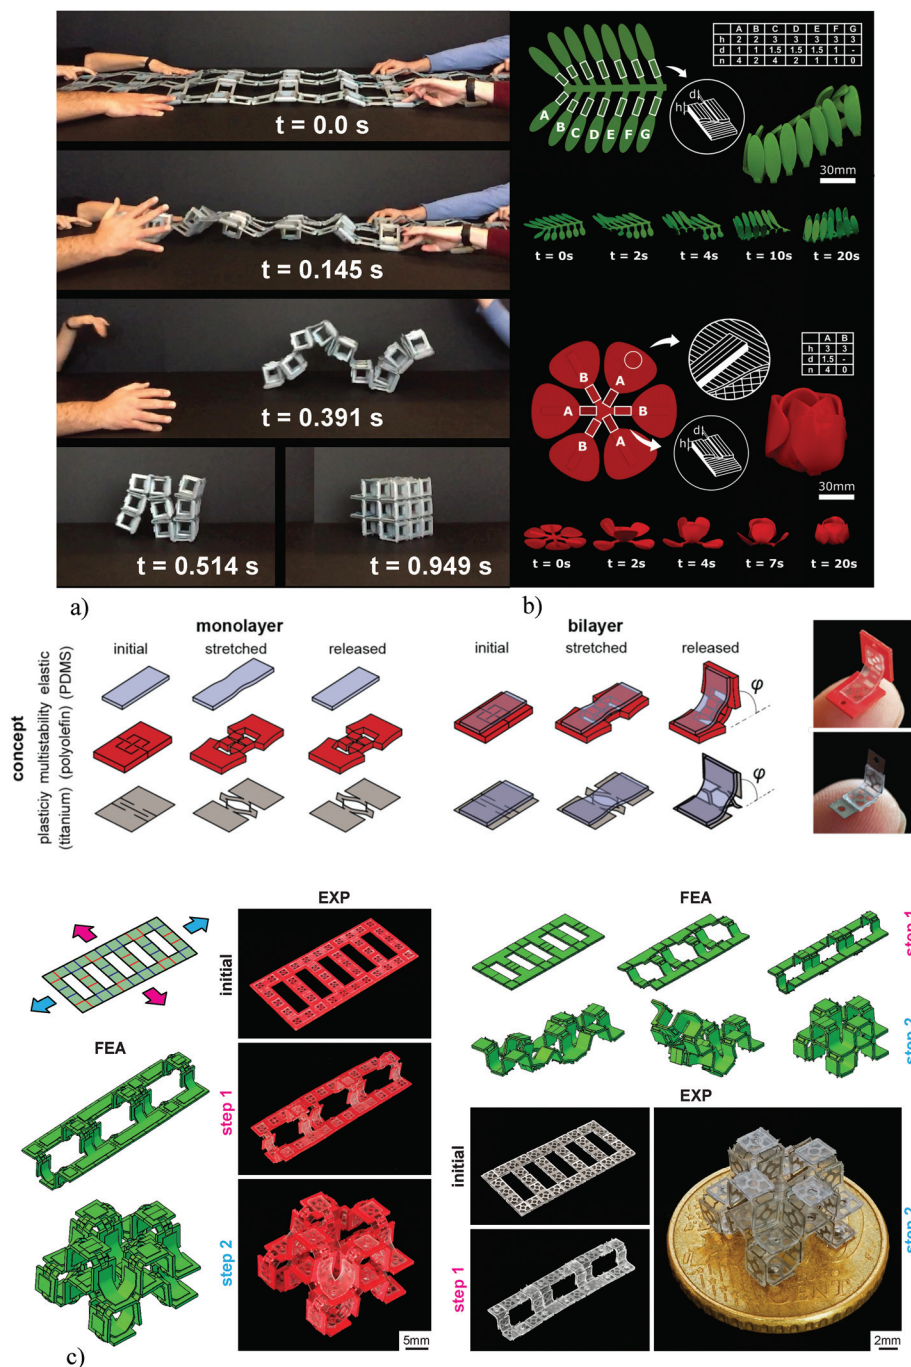 t = 0.0 s
t = 0.145 s
t = 0.391 s
t = 0.514 s
t = 0.949 s
a)
A B C D E F G
h 2 2 3 3 3 3 3
d 1 1 1.5 1.5 1.5 1 -
n 4 2 4 2 1 1 0
d
h
A
B
C
D
E
F
G
30mm
t = 0s t = 2s t = 4s t = 10s t = 20s
A B
h 3 3
d 1.5 -
n 4 0
B A
A B
B A
d
h
30mm
t = 0s t = 2s t = 4s t = 7s t = 20s
b)
monolayer
initial stretched released
bilayer
initial stretched released
concept
plasticiy multistability elastic
(titanium) (polyolefin) (PDMS)
φ
φ
EXP
initial
FEA
step 1
step 2
5mm
FEA
step 1
step 2
EXP
initial
step 1
step 2
2mm
c)